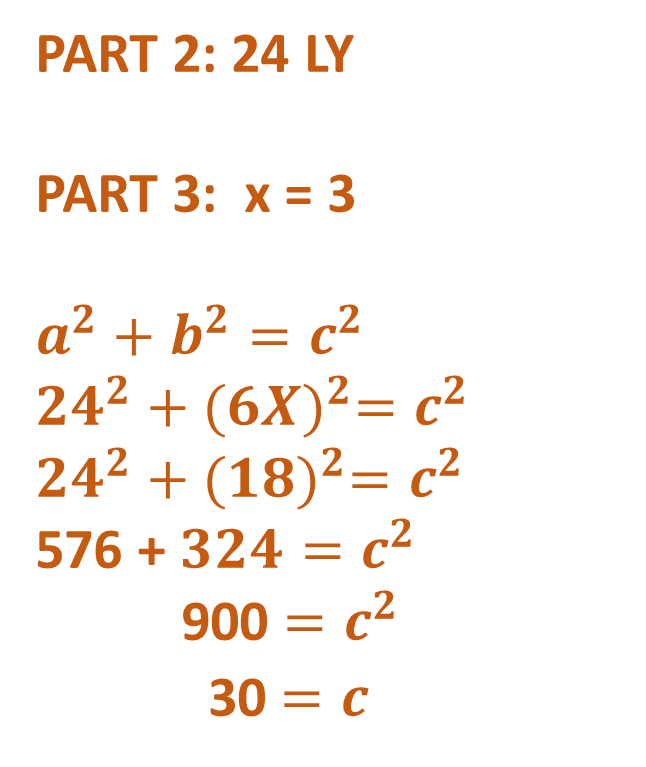 PART 2: 24 LY
PART 3: x = 3
a² + b² = c²
24² + (6X)²= c²
24² + (18)²= c²
576 + 324 = c²
900 = c²
30 = c